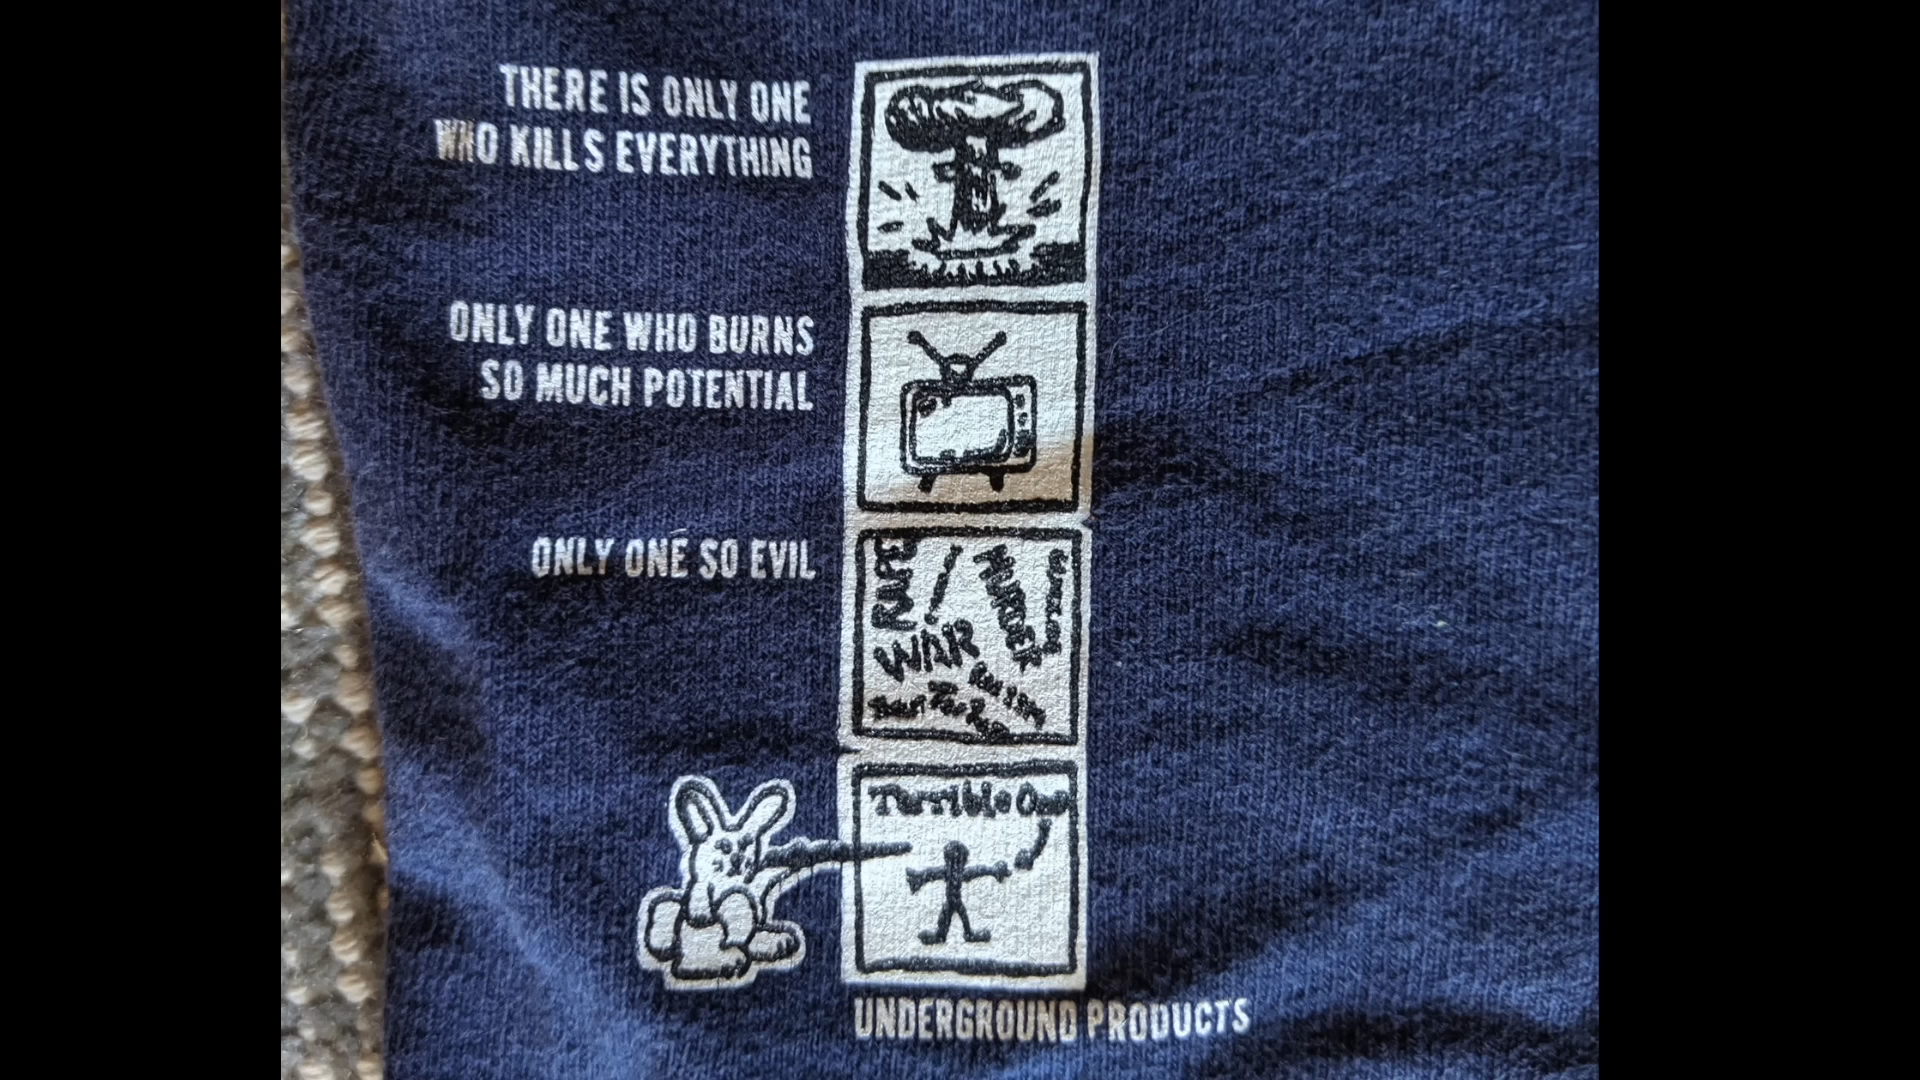 THERE IS ONLY ONE
WHO KILLS EVERYTHING
ONLY ONE WHO BURNS
SO MUCH POTENTIAL
ONLY ONE SO EVIL
RAPE
MURDER
WAR
Terrible One
UNDERGROUND PRODUCTS